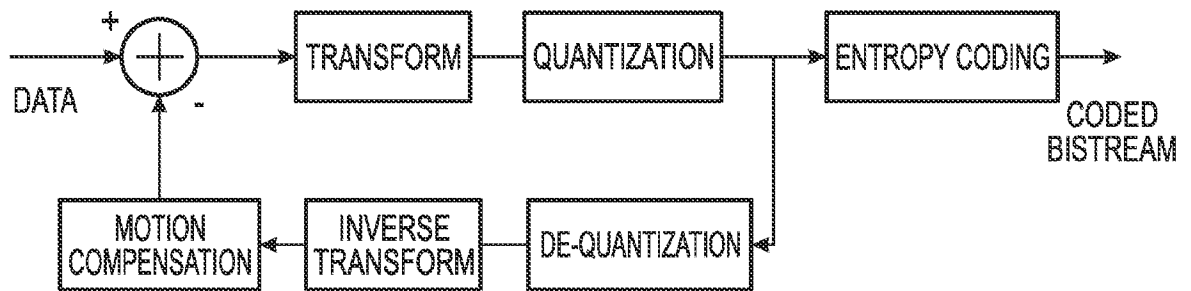 +
TRANSFORM
QUANTIZATION
ENTROPY CODING
DATA
-
CODED
BISTREAM
MOTION
COMPENSATION
INVERSE
TRANSFORM
DE-QUANTIZATION